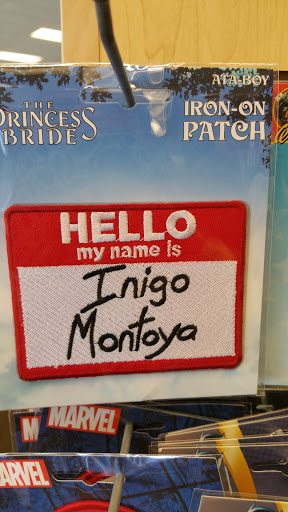 ATA-BOY
THE
PRINCESS
BRIDE
IRON-ON
PATCH
HELLO
my name is
Inigo
Montoya
MARVEL
MARVEL